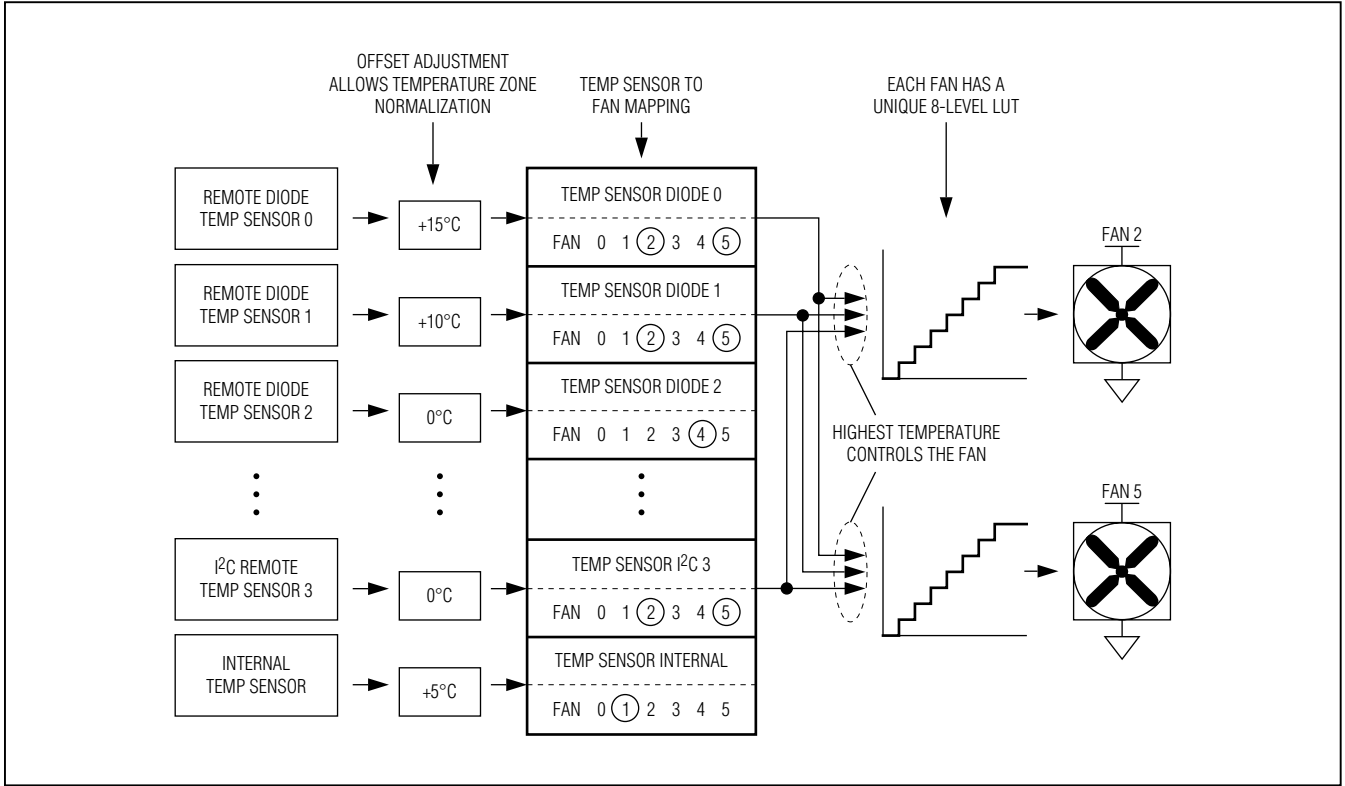 OFFSET ADJUSTMENT
ALLOWS TEMPERATURE ZONE
NORMALIZATION
TEMP SENSOR TO
FAN MAPPING
EACH FAN HAS A
UNIQUE 8-LEVEL LUT
REMOTE DIODE
TEMP SENSOR 0
+15°C
TEMP SENSOR DIODE 0
FAN 0 1 2 3 4 5
REMOTE DIODE
TEMP SENSOR 1
+10°C
TEMP SENSOR DIODE 1
FAN 0 1 2 3 4 5
REMOTE DIODE
TEMP SENSOR 2
0°C
TEMP SENSOR DIODE 2
FAN 0 1 2 3 4 5
I²C REMOTE
TEMP SENSOR 3
0°C
TEMP SENSOR I²C 3
FAN 0 1 2 3 4 5
INTERNAL
TEMP SENSOR
+5°C
TEMP SENSOR INTERNAL
FAN 0 1 2 3 4 5
HIGHEST TEMPERATURE
CONTROLS THE FAN
FAN 2
FAN 5